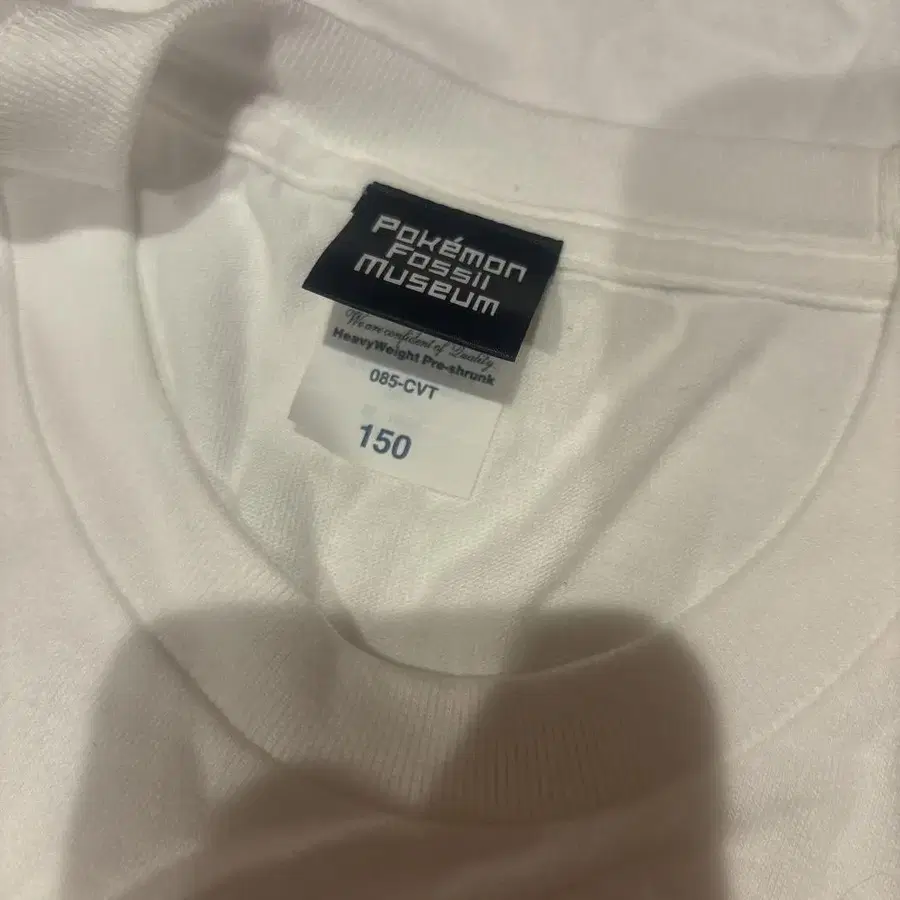 Pokémon
Fossil
Museum
We are confident of Quality.
HeavyWeight Pre-shrunk
085-CVT
150